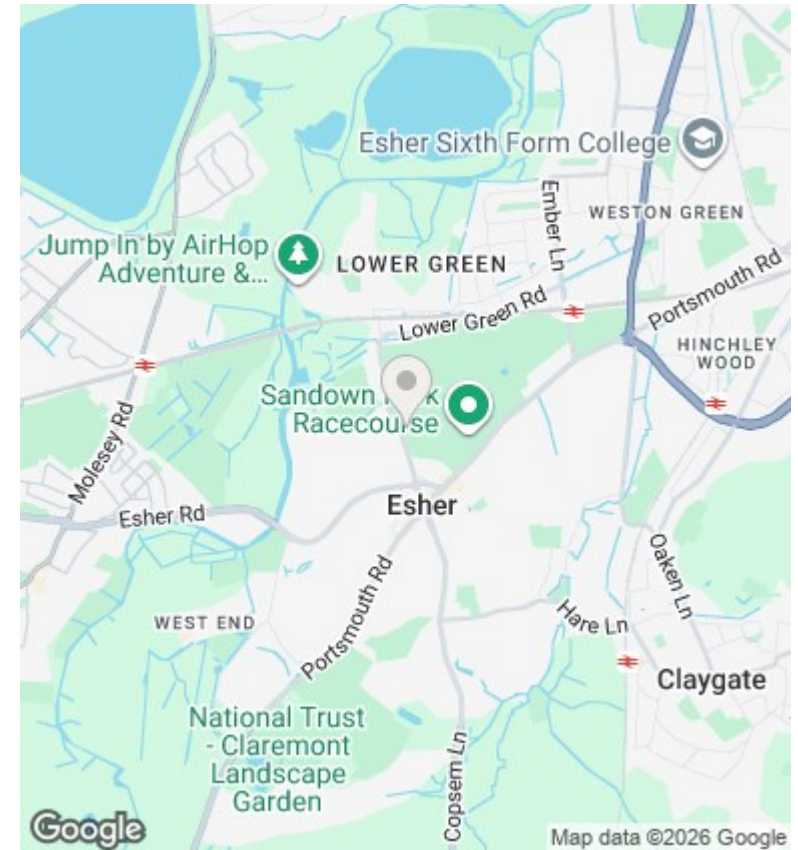 Esher Sixth Form College
Ember Ln
WESTON GREEN
Jump In by AirHop
Adventure &...
LOWER GREEN
Portsmouth Rd
Lower Green Rd
HINCHLEY
WOOD
Sandown Park
Racecourse
Molesey Rd
Esher
Esher Rd
Oaken Ln
Portsmouth Rd
Hare Ln
WEST END
Claygate
National Trust
- Claremont
Landscape
Garden
Copsem Ln
Google
Map data ©2026 Google